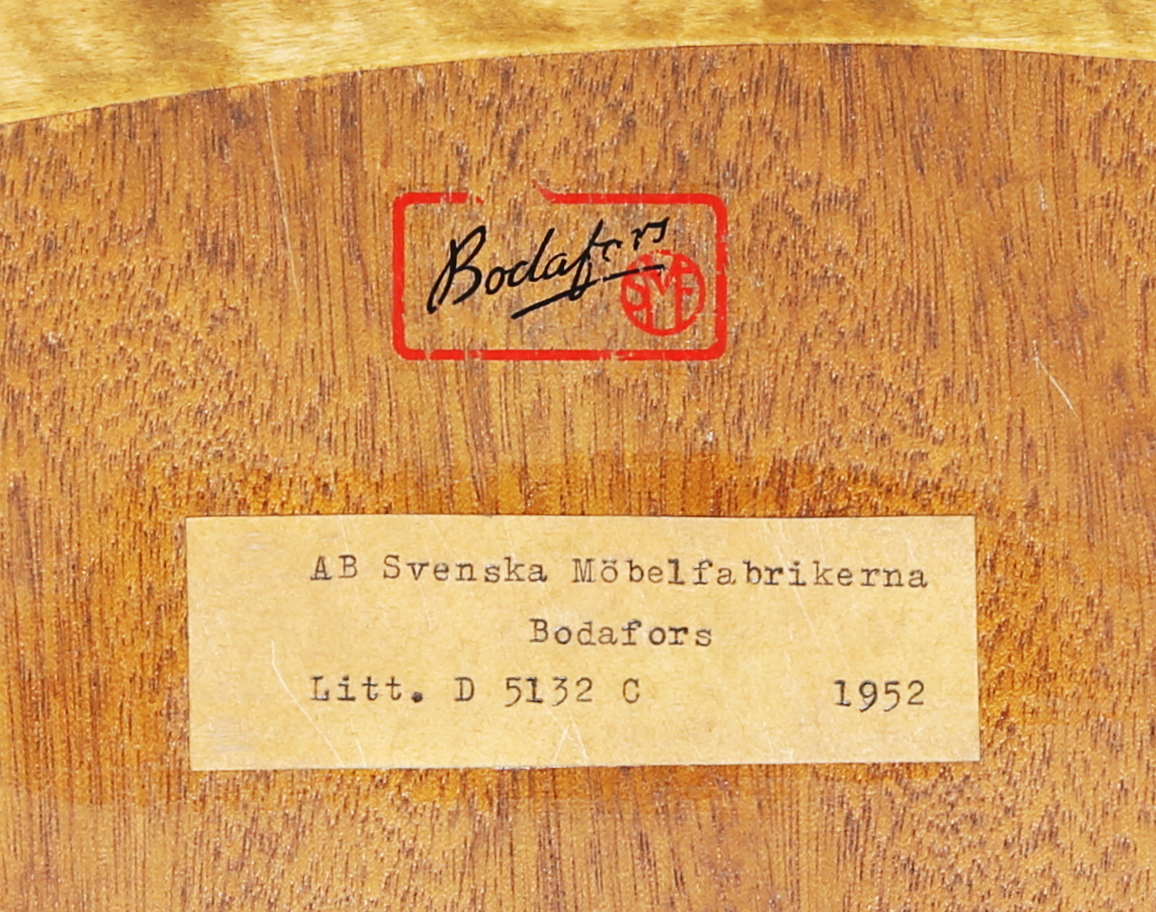 Bodafors
SMF
AB Svenska Möbelfabrikerna
Bodafors
Litt. D 5132 C 1952